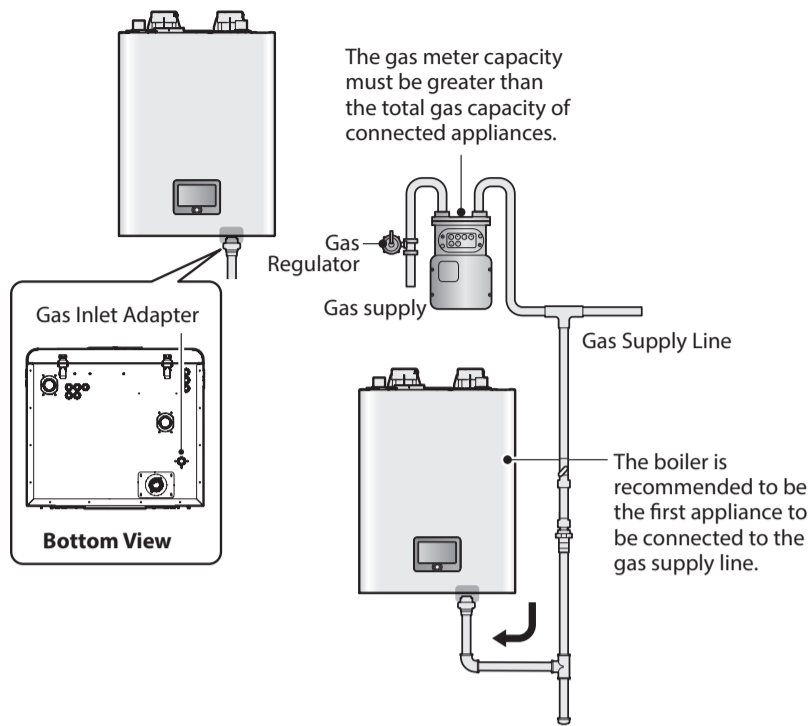 The gas meter capacity
must be greater than
the total gas capacity of
connected appliances.
Gas
Regulator
Gas supply
Gas Inlet Adapter
Gas Supply Line
Bottom View
The boiler is
recommended to be
the first appliance to
be connected to the
gas supply line.